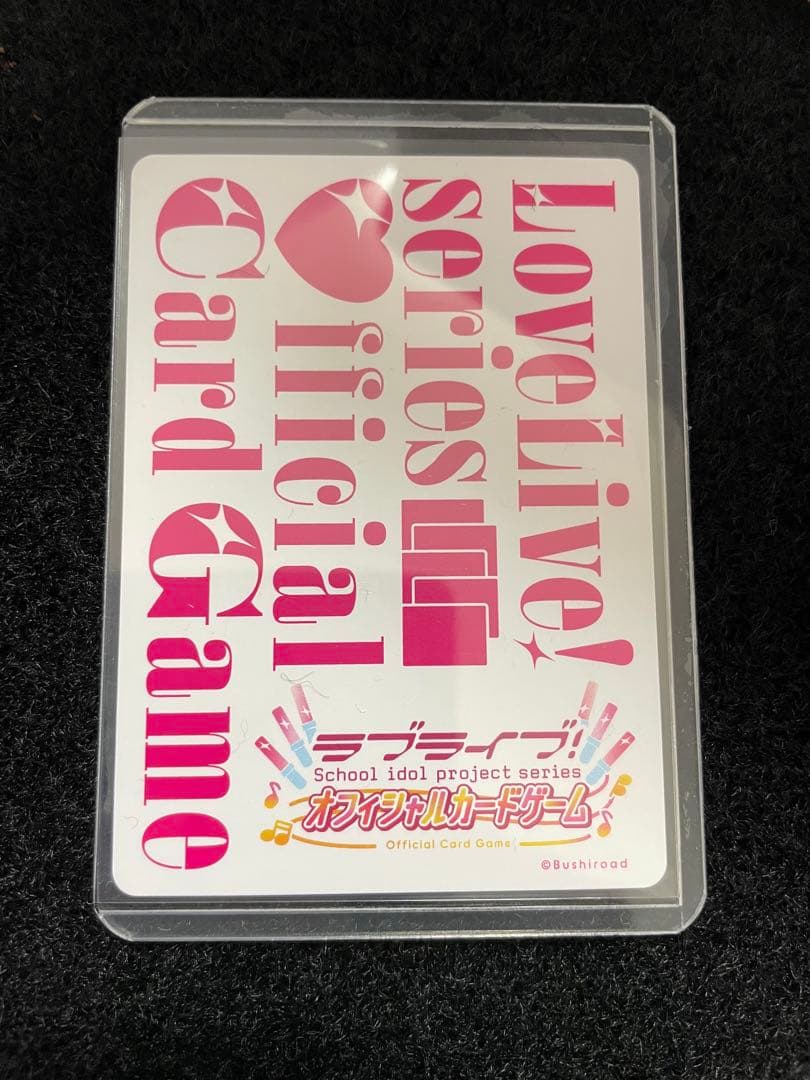 LoveLive!
series
fficial
Card Game
ラブライブ!
School idol project series
オフィシャルカードゲーム
Official Card Game
©Bushiroad